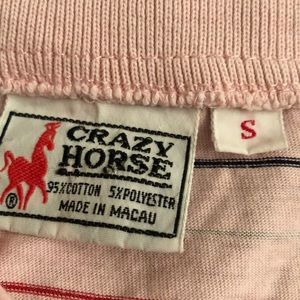 CRAZY
HORSE
95%COTTON 5%POLYESTER
MADE IN MACAU
®
S